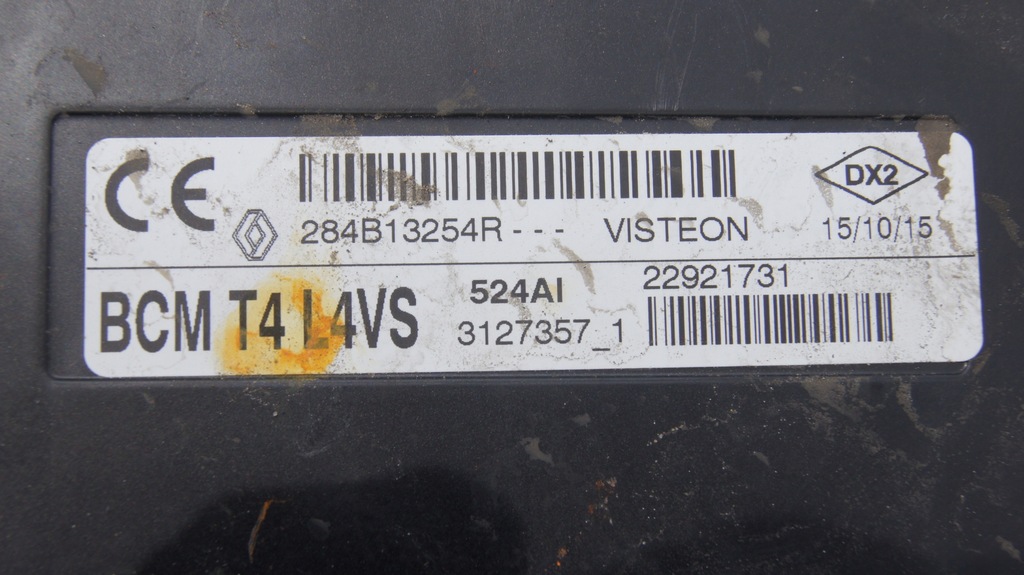 CE 284B13254R--- VISTEON DX2 15/10/15
BCM T4 L4VS 524AI 22921731
3127357_1